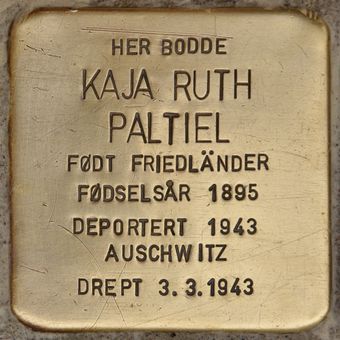 HER BODDE
KAJA RUTH
PALTIEL
FØDT FRIEDLÄNDER
FØDSELSÅR 1895
DEPORTERT 1943
AUSCHWITZ
DREPT 3.3.1943